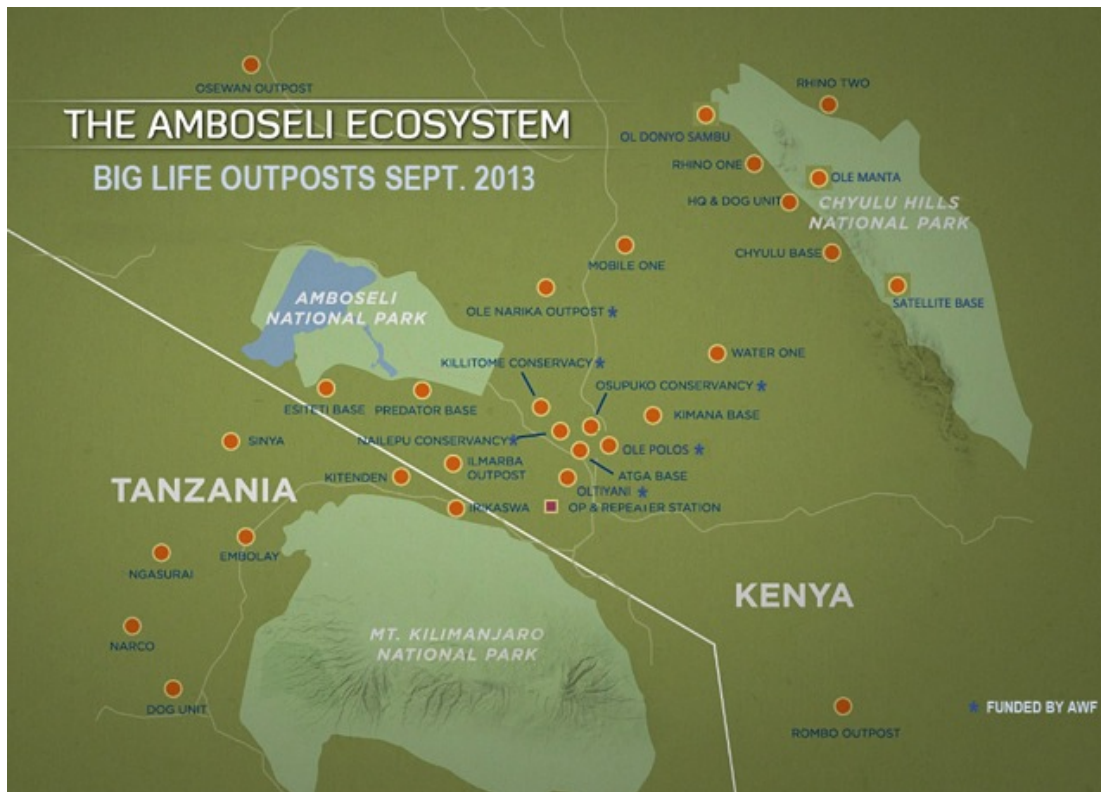 OSEWAN OUTPOST
THE AMBOSELI ECOSYSTEM
BIG LIFE OUTPOSTS SEPT. 2013
RHINO TWO
OL DONYO SAMBU
RHINO ONE
OLE MANTA
HQ & DOG UNIT
CHYULU HILLS
NATIONAL PARK
CHYULU BASE
MOBILE ONE
SATELLITE BASE
AMBOSELI
NATIONAL PARK
OLE NARIKA OUTPOST *
WATER ONE
KILLITOME CONSERVACY *
OSUPUKO CONSERVANCY *
ESITETI BASE
PREDATOR BASE
KIMANA BASE
SINYA
NAILEPU CONSERVANCY *
OLE POLOS *
ILMARBA
OUTPOST
KITENDEN
ATGA BASE
OLTIYANI *
TANZANIA
IRIKASWA
OP & REPEATER STATION
EMBOLAY
NGASURAI
KENYA
NARCO
MT. KILIMANJARO
NATIONAL PARK
DOG UNIT
* FUNDED BY AWF
ROMBO OUTPOST